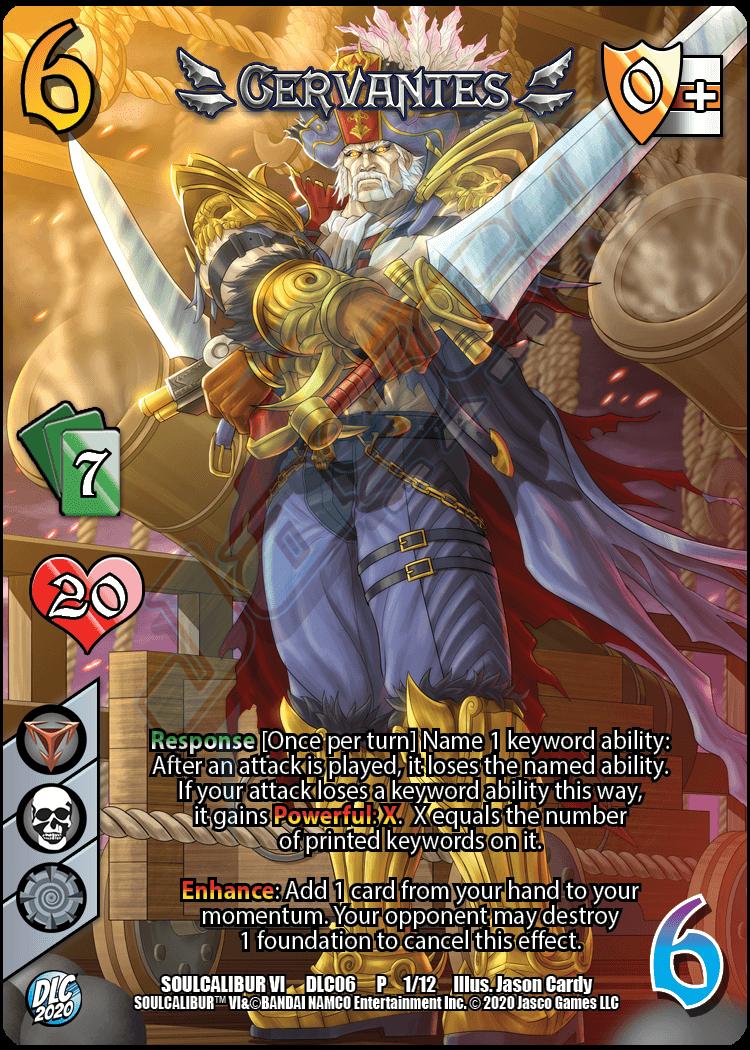 6
CERVANTES
0 +
7
20
Response [Once per turn] Name 1 keyword ability:
After an attack is played, it loses the named ability.
If your attack loses a keyword ability this way,
it gains Powerful: X.  X equals the number
of printed keywords on it.
Enhance: Add 1 card from your hand to your
momentum. Your opponent may destroy
1 foundation to cancel this effect.
6
DLC
2020
SOULCALIBUR VI DLC06 P 1/12 Illus. Jason Cardy
SOULCALIBUR™ VI&©BANDAI NAMCO Entertainment Inc. © 2020 Jasco Games LLC